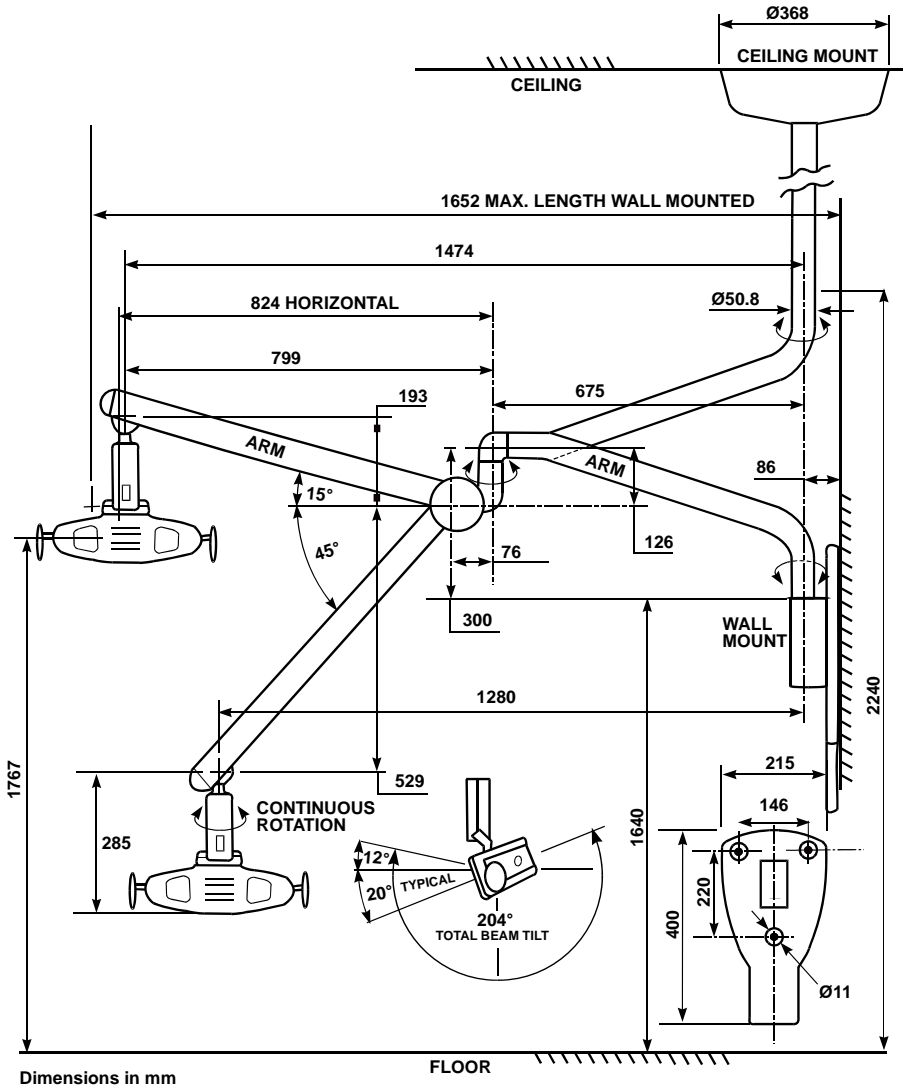 Ø368
CEILING MOUNT
CEILING
1652 MAX. LENGTH WALL MOUNTED
1474
824 HORIZONTAL
Ø50.8
799
193
675
ARM
ARM
15°
86
45°
76
126
300
WALL
MOUNT
1280
2240
1767
529
215
CONTINUOUS
ROTATION
1640
146
285
12°
20°
TYPICAL
220
400
204°
TOTAL BEAM TILT
Ø11
FLOOR
Dimensions in mm